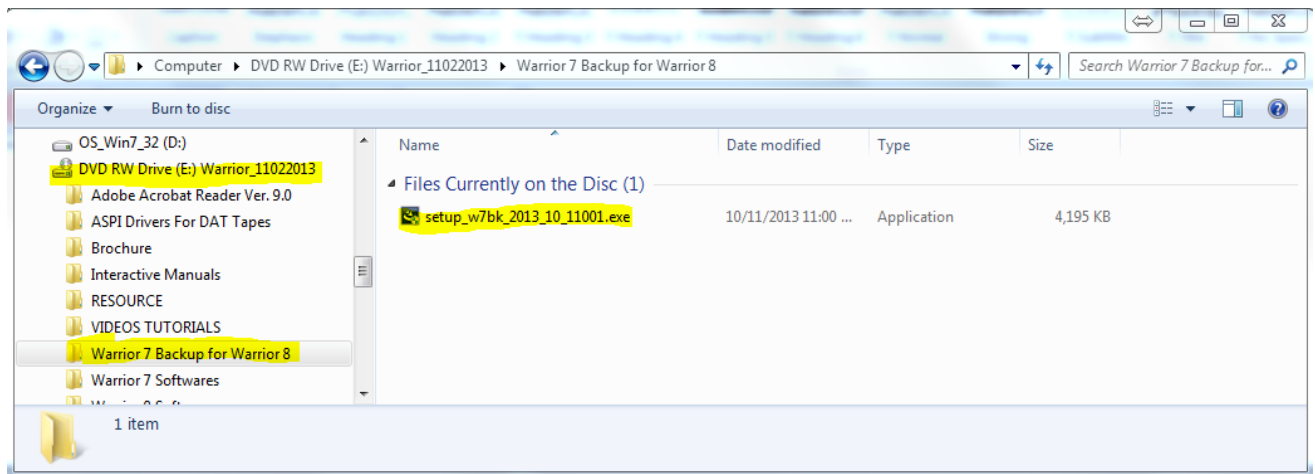 Computer ▸ DVD RW Drive (E:) Warrior_11022013 ▸ Warrior 7 Backup for Warrior 8
Search Warrior 7 Backup for...
Organize Burn to disc
OS_Win7_32 (D:)
DVD RW Drive (E:) Warrior_11022013
Adobe Acrobat Reader Ver. 9.0
ASPI Drivers For DAT Tapes
Brochure
Interactive Manuals
RESOURCE
VIDEOS TUTORIALS
Warrior 7 Backup for Warrior 8
Warrior 7 Softwares
Name Date modified Type Size
Files Currently on the Disc (1)
setup_w7bk_2013_10_11001.exe 10/11/2013 11:00 ... Application 4,195 KB
1 item